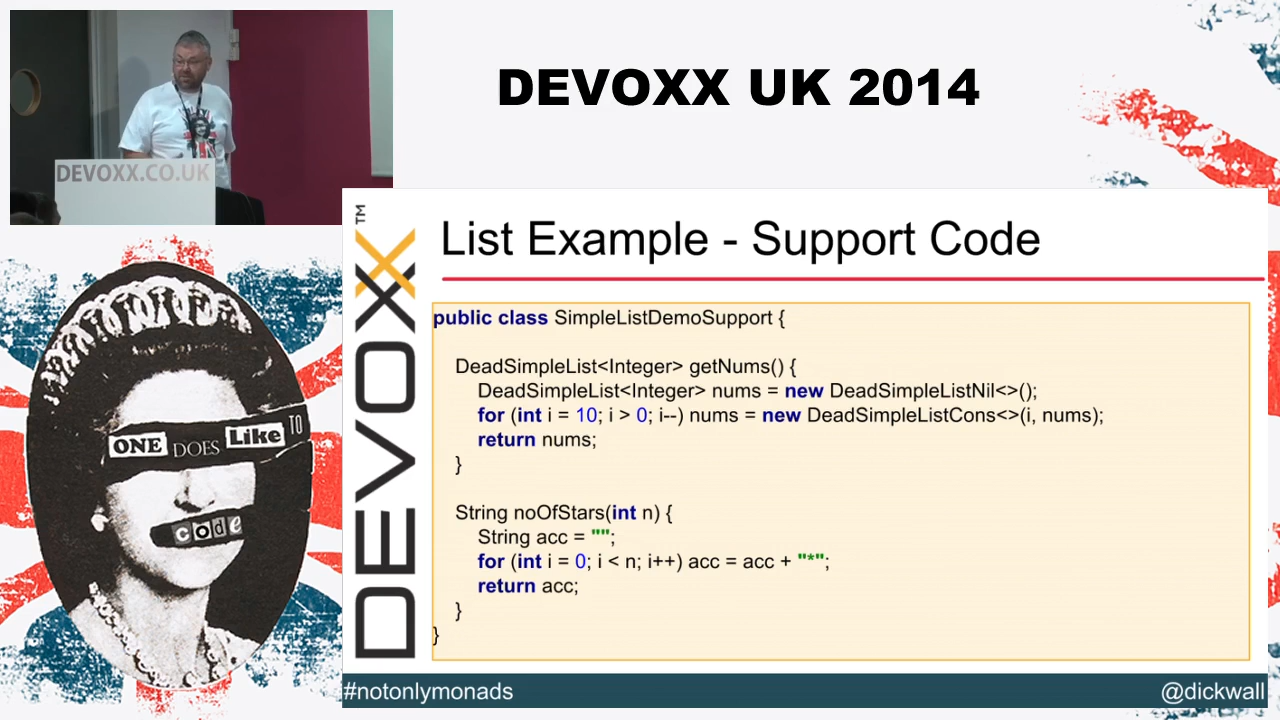 DEVOXX UK 2014
DEVOXX.CO.UK
DEVOXX™
List Example - Support Code
public class SimpleListDemoSupport {
DeadSimpleList<Integer> getNums() {
DeadSimpleList<Integer> nums = new DeadSimpleListNil<>();
for (int i = 10; i > 0; i--) nums = new DeadSimpleListCons<>(i, nums);
return nums;
}
String noOfStars(int n) {
String acc = "";
for (int i = 0; i < n; i++) acc = acc + "*";
return acc;
}
}
ONE DOES Like TO
code
#notonlymonads
@dickwall